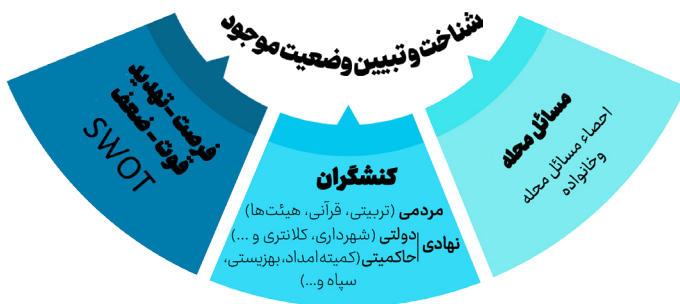 شناخت و تبیین وضعیت موجود
مسائل محله
احصاء مسائل محله
و خانواده
کنشگران
مردمی (تربیتی، قرآنی، هیئت‌ها)
نهادی
دولتی (شهرداری، کلانتری و ...)
حاکمیتی (کمیته امداد، بهزیستی،
سپاه و...)
فرصت - تهدید
قوت - ضعف
SWOT